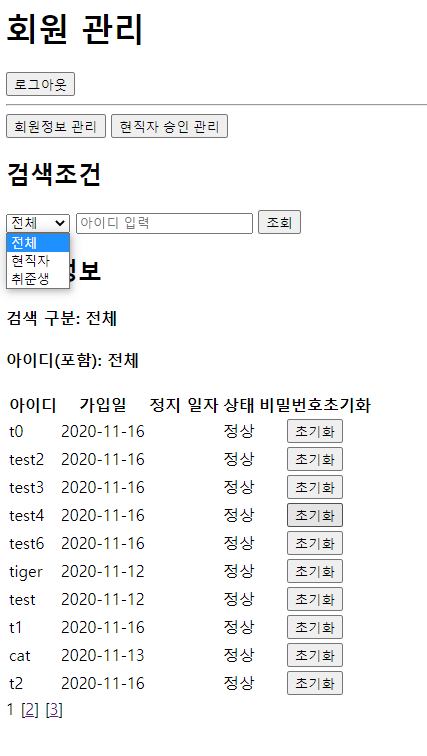 회원 관리
로그아웃
회원정보 관리 현직자 승인 관리
검색조건
전체 아이디 입력 조회
전체
현직자
취준생
정보
검색 구분: 전체
아이디(포함): 전체
아이디 가입일 정지 일자 상태 비밀번호초기화
t0 2020-11-16 정상 초기화
test2 2020-11-16 정상 초기화
test3 2020-11-16 정상 초기화
test4 2020-11-16 정상 초기화
test6 2020-11-16 정상 초기화
tiger 2020-11-12 정상 초기화
test 2020-11-12 정상 초기화
t1 2020-11-16 정상 초기화
cat 2020-11-13 정상 초기화
t2 2020-11-16 정상 초기화
1 [2] [3]